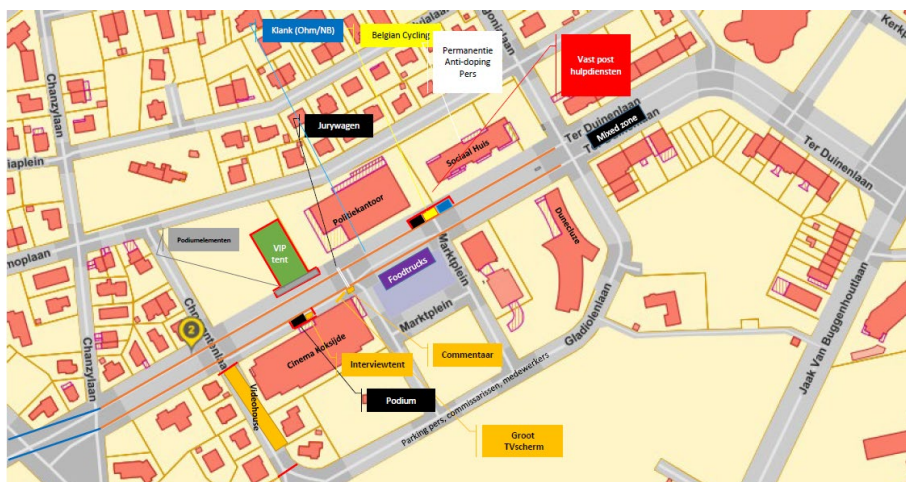 Klank (Ohm/NB)
Belgian Cycling
Permanentie
Anti-doping
Pers
Vast post
hulpdiensten
Jurywagen
Mixed zone
Ter Duinenlaan
Ter Duinenlaan
Chanzylaan
Sociaal Huis
Politiekantoor
Podiumelementen
VIP
tent
Foodtrucks
Marktplein
Dunecluze
Marktplein
Gladiolenlaan
Jaak Van Buggenhoutlaan
2
Chanzylaan
Cinema Koksijde
Interviewtent
Commentaar
Videohouse
Podium
Parking pers, commissarissen, medewerkers
Groot
TVscherm